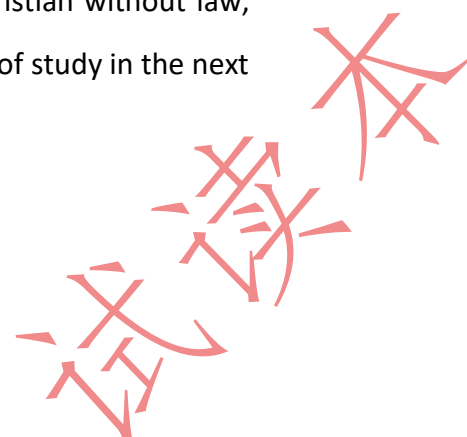 istian without law,
of study in the next
试读本